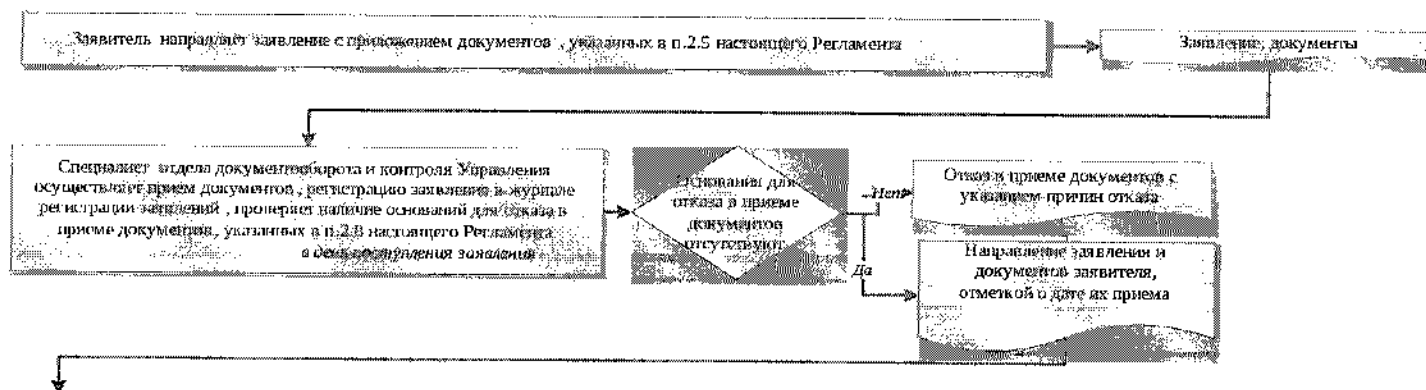 Заявитель направляет заявление с приложением документов , указанных в п.2.5 настоящего Регламента
Заявление, документы
Специалист отдела документооборота и контроля Управления
осуществляет прием документов , регистрацию заявления в журнале
регистрации заявлений , проверяет наличие оснований для отказа в
приеме документов , указанных в п.2.8 настоящего Регламента
в день поступления заявления
Основания для
отказа в приеме
документов
отсутствуют
Нет
Да
Отказ в приеме документов с
указанием причин отказа
Направление заявления и
документов заявителя,
отметкой о дате их приема